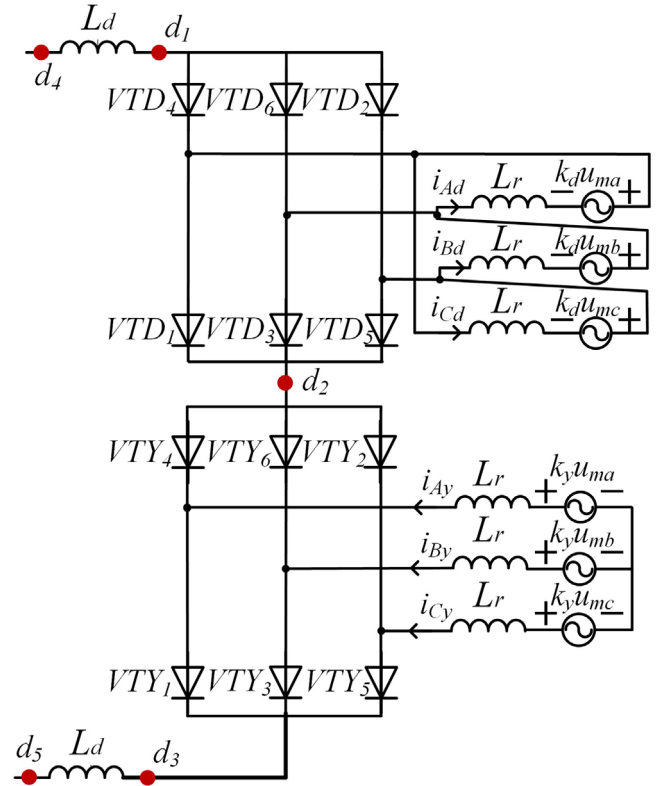 Ld d1
d4
VTD4 VTD6 VTD2
iAd Lr − kduma +
iBd Lr − kdumb +
iCd Lr − kdumc +
VTD1 VTD3 VTD5
d2
VTY4 VTY6 VTY2
iAy Lr + kyuma −
iBy Lr + kyumb −
iCy Lr + kyumc −
VTY1 VTY3 VTY5
d5 Ld d3